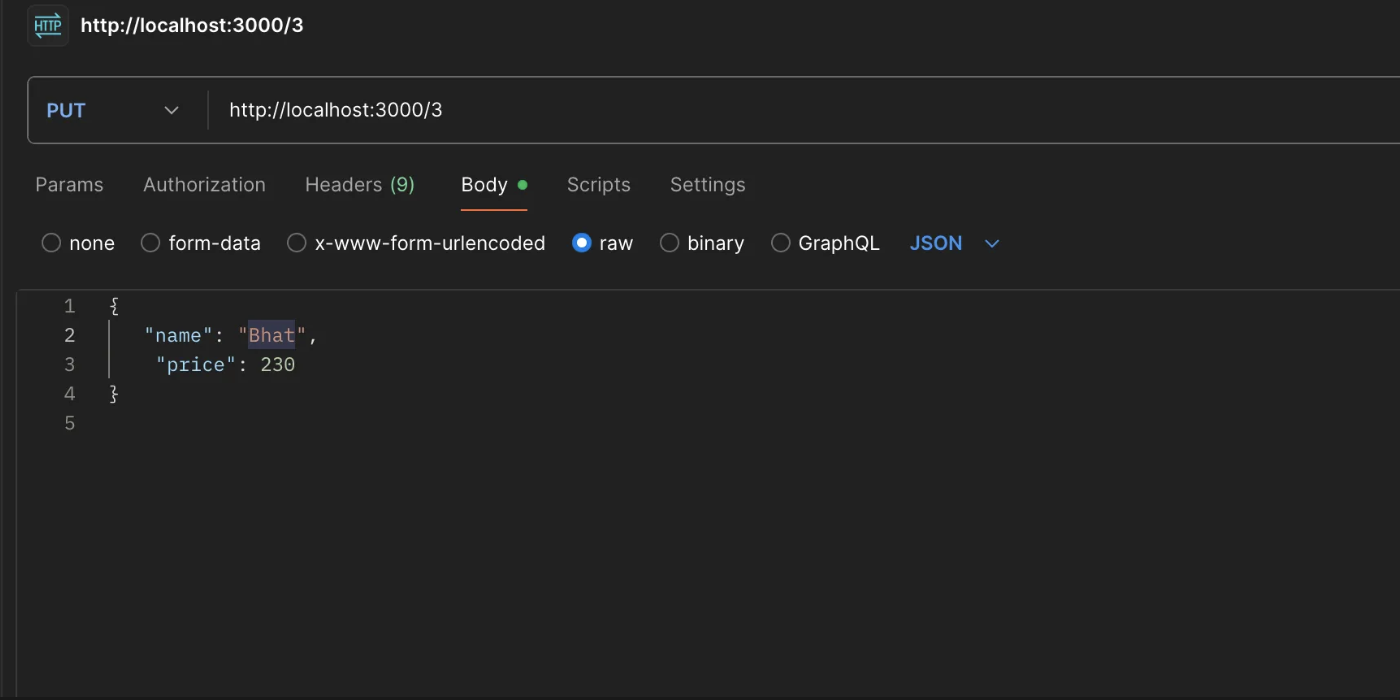 HTTP http://localhost:3000/3
PUT http://localhost:3000/3
Params Authorization Headers (9) Body Scripts Settings
none form-data x-www-form-urlencoded raw binary GraphQL JSON
1 {
2 "name": "Bhat",
3 "price": 230
4 }
5